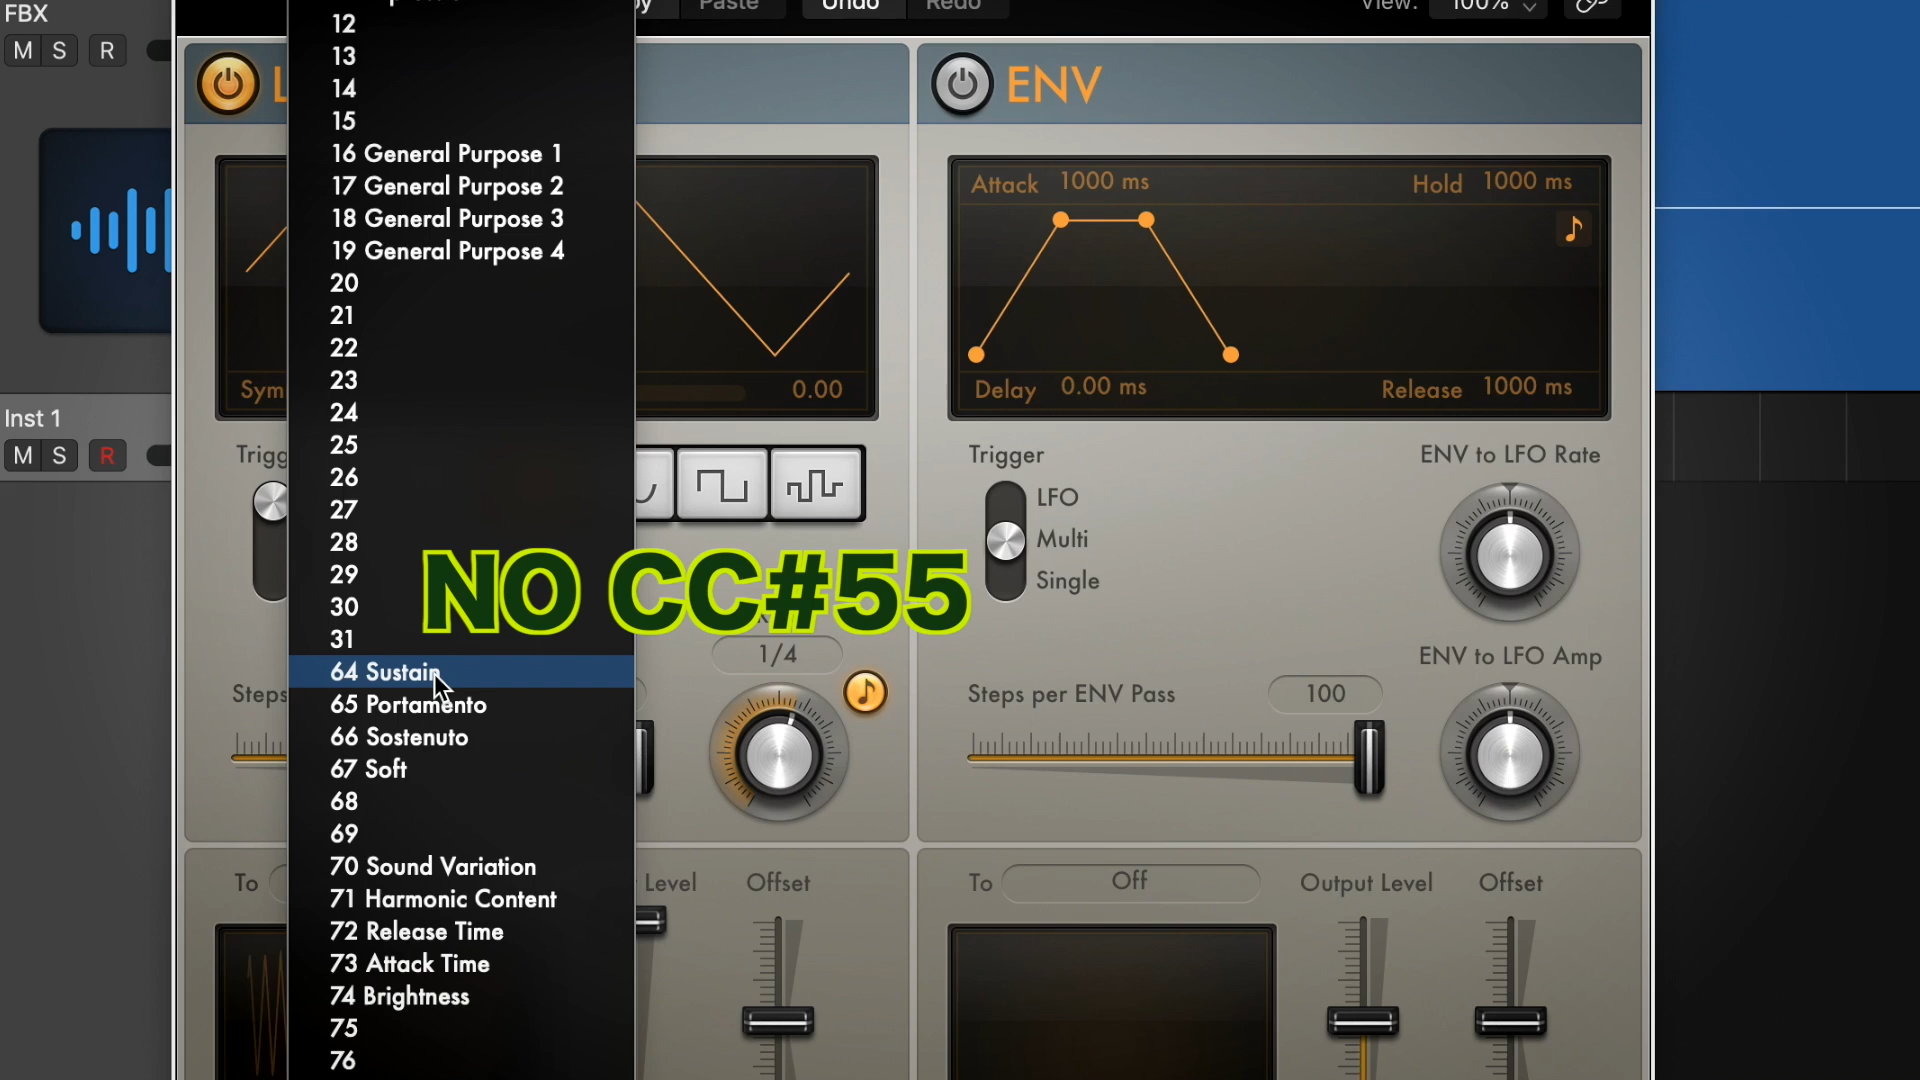 FBX
M S R
Inst 1
M S R
Paste
Undo
Redo
View:
100%
12
13
14
15
16 General Purpose 1
17 General Purpose 2
18 General Purpose 3
19 General Purpose 4
20
21
22
23
24
25
26
27
28
29
30
31
64 Sustain
65 Portamento
66 Sostenuto
67 Soft
68
69
70 Sound Variation
71 Harmonic Content
72 Release Time
73 Attack Time
74 Brightness
75
76
NO CC#55
0.00
1/4
To
Level
Offset
ENV
Attack 1000 ms
Hold 1000 ms
Delay 0.00 ms
Release 1000 ms
Trigger
LFO
Multi
Single
ENV to LFO Rate
ENV to LFO Amp
Steps per ENV Pass 100
To Off
Output Level
Offset